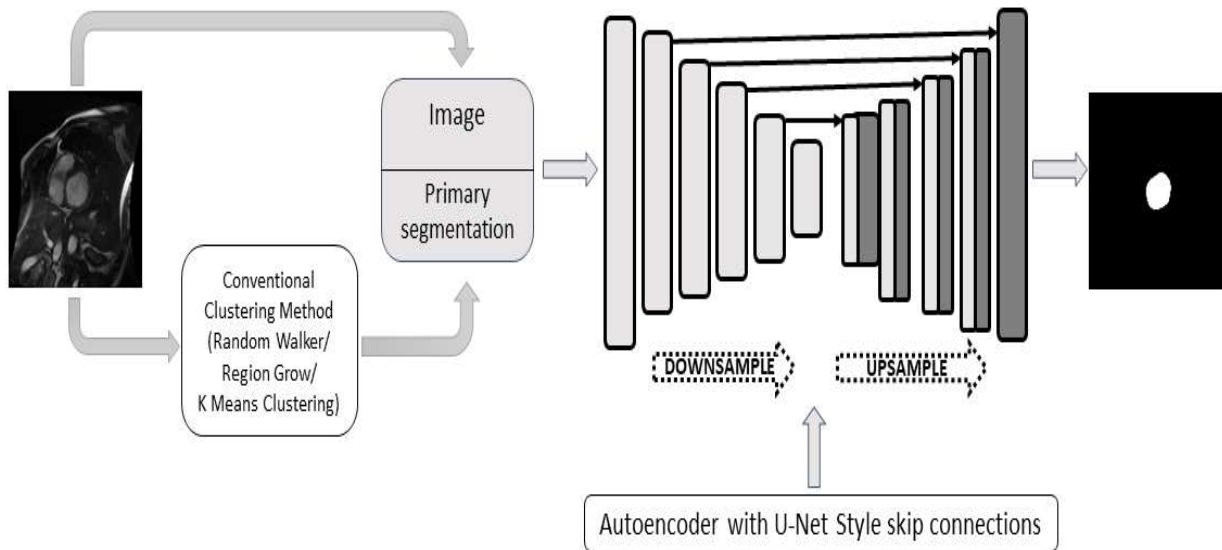 Image
Primary
segmentation
Conventional
Clustering Method
(Random Walker/
Region Grow/
K Means Clustering)
DOWNSAMPLE
UPSAMPLE
Autoencoder with U-Net Style skip connections